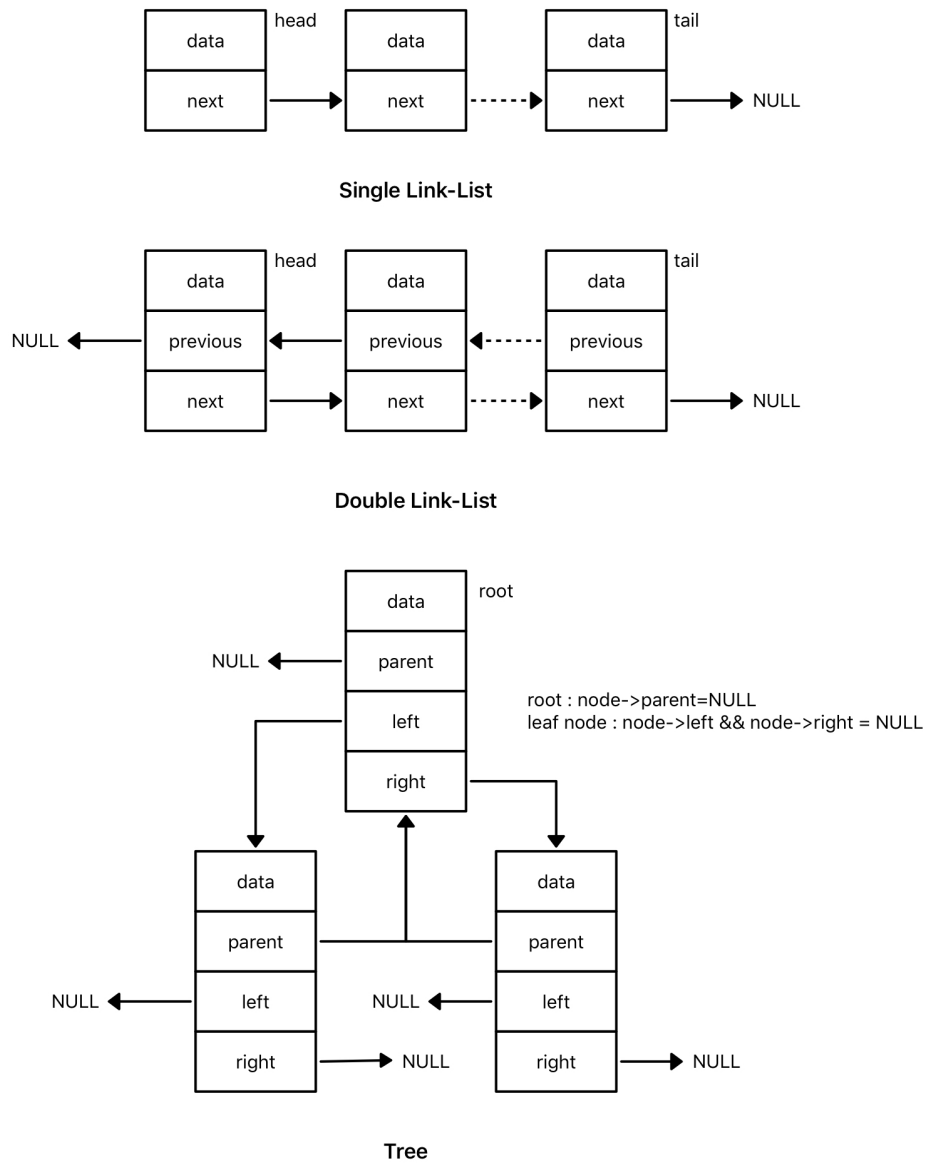 head
data
data
tail
data
next
next
next
NULL
Single Link-List
head
data
data
tail
data
NULL
previous
previous
previous
next
next
next
NULL
Double Link-List
data
root
NULL
parent
left
right
root : node->parent=NULL
leaf node : node->left && node->right = NULL
data
data
parent
parent
NULL
left
NULL
left
right
NULL
right
NULL
Tree